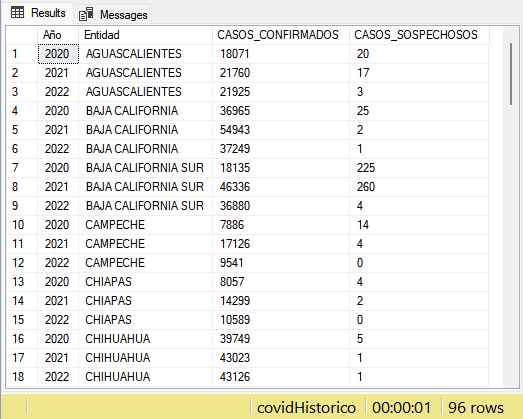 Results Messages
Año Entidad CASOS_CONFIRMADOS CASOS_SOSPECHOSOS
1 2020 AGUASCALIENTES 18071 20
2 2021 AGUASCALIENTES 21760 17
3 2022 AGUASCALIENTES 21925 3
4 2020 BAJA CALIFORNIA 36965 25
5 2021 BAJA CALIFORNIA 54943 2
6 2022 BAJA CALIFORNIA 37249 1
7 2020 BAJA CALIFORNIA SUR 18135 225
8 2021 BAJA CALIFORNIA SUR 46336 260
9 2022 BAJA CALIFORNIA SUR 36880 4
10 2020 CAMPECHE 7886 14
11 2021 CAMPECHE 17126 4
12 2022 CAMPECHE 9541 0
13 2020 CHIAPAS 8057 4
14 2021 CHIAPAS 14299 2
15 2022 CHIAPAS 10589 0
16 2020 CHIHUAHUA 39749 5
17 2021 CHIHUAHUA 43023 1
18 2022 CHIHUAHUA 43126 1
covidHistorico 00:00:01 96 rows